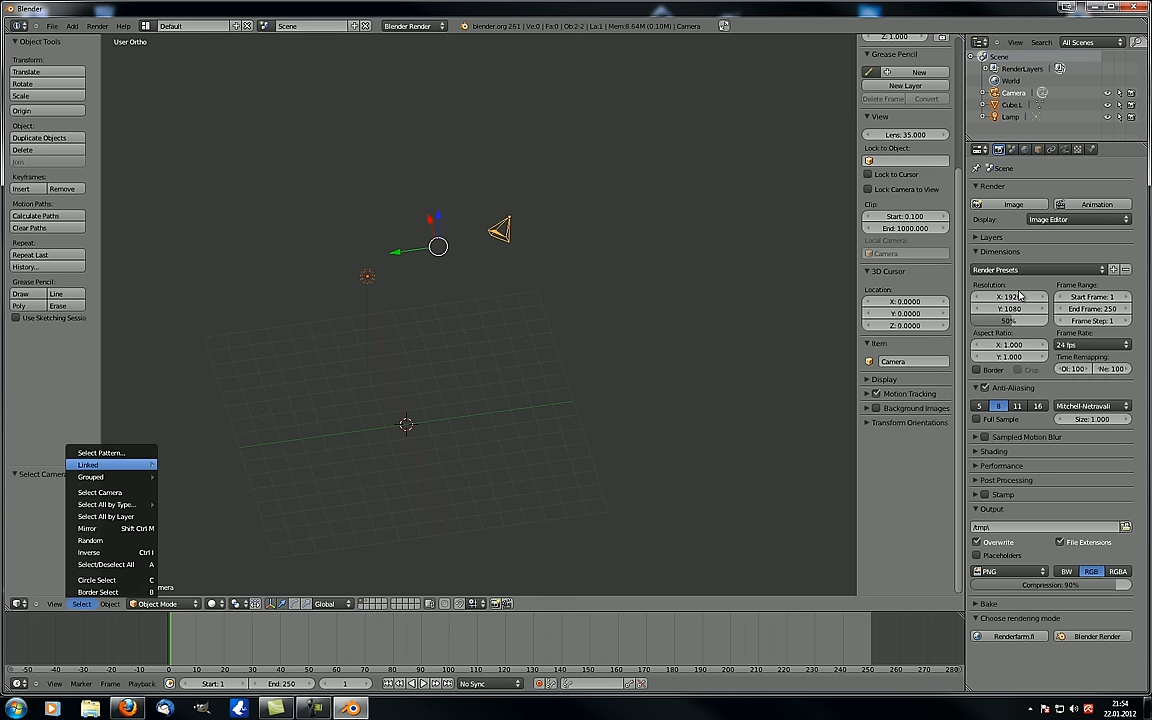 Blender
File Add Render Help Default Scene Blender Render blender.org 261 | Ve:0 | Fa:0 | Ob:2-2 | La:1 | Mem:8.64M (0.10M) | Camera
Object Tools
Transform:
Translate
Rotate
Scale
Origin
Object:
Duplicate Objects
Delete
Join
Keyframes:
Insert Remove
Motion Paths:
Calculate Paths
Clear Paths
Repeat:
Repeat Last
History...
Grease Pencil:
Draw Line
Poly Erase
Use Sketching Sessio
Select Camera
User Ortho
Select Pattern...
Linked
Grouped
Select Camera
Select All by Type...
Select All by Layer
Mirror Shift Ctrl M
Random
Inverse Ctrl I
Select/Deselect All A
Circle Select C
Border Select B
View Select Object Object Mode Global
Z: 1.000
Grease Pencil
New
New Layer
Delete Frame Convert
View
Lens: 35.000
Lock to Object:
Lock to Cursor
Lock Camera to View
Clip:
Start: 0.100
End: 1000.000
Local Camera:
Camera
3D Cursor
Location:
X: 0.0000
Y: 0.0000
Z: 0.0000
Item
Camera
Display
Motion Tracking
Background Images
Transform Orientations
View Search All Scenes
Scene
RenderLayers
World
Camera
Cube.L
Lamp
Scene
Render
Image Animation
Display: Image Editor
Layers
Dimensions
Render Presets
Resolution: Frame Range:
Start Frame: 1
Y: 1080 End Frame: 250
50% Frame Step: 1
Aspect Ratio: Frame Rate:
X: 1.000 24 fps
Y: 1.000 Time Remapping:
Border Crop Ol: 100 Ne: 100
Anti-Aliasing
5 8 11 16 Mitchell-Netravali
Full Sample Size: 1.000
Sampled Motion Blur
Shading
Performance
Post Processing
Stamp
Output
/tmp\
Overwrite File Extensions
Placeholders
PNG BW RGB RGBA
Compression: 90%
Bake
Choose rendering mode
Renderfarm.fi Blender Render
-50 -40 -30 -20 -10 0 10 20 30 40 50 60 70 80 90 100 110 120 130 140 150 160 170 180 190 200 210 220 230 240 250 260 270 280
View Marker Frame Playback Start: 1 End: 250 1 No Sync
21:54
22.01.2012